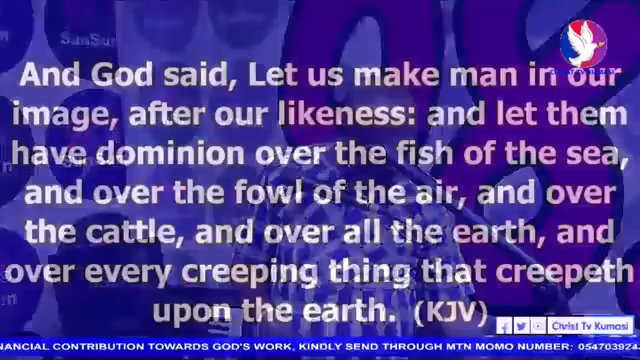 And God said, Let us make man in our
image, after our likeness: and let them
have dominion over the fish of the sea,
and over the fowl of the air, and over
the cattle, and over all the earth, and
over every creeping thing that creepeth
upon the earth. (KJV)
SanSun
Christ Tv Kumasi
NANCIAL CONTRIBUTION TOWARDS GOD'S WORK, KINDLY SEND THROUGH MTN MOMO NUMBER: 054703924